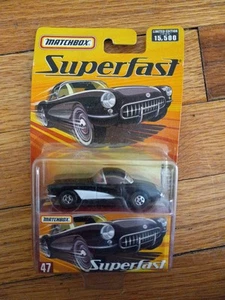 MATCHBOX
LIMITED EDITION
15,500
Superfast
MATCHBOX
47
Superfast